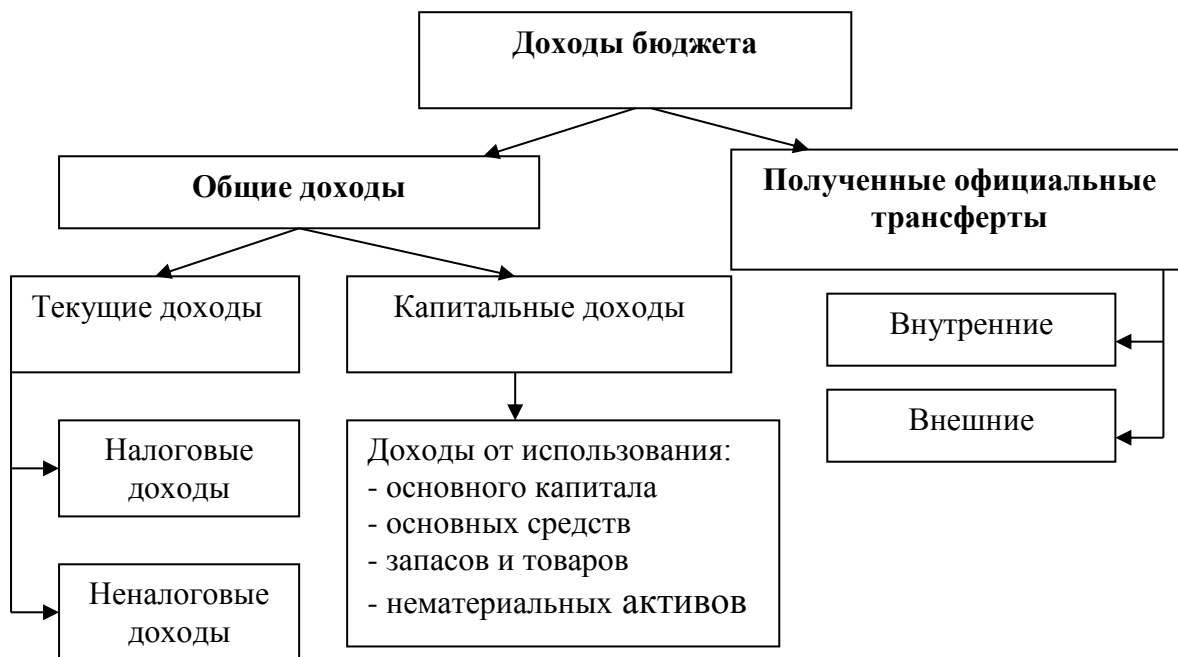 Доходы бюджета
Общие доходы
Полученные официальные
трансферты
Текущие доходы
Капитальные доходы
Внутренние
Внешние
Налоговые
доходы
Доходы от использования:
- основного капитала
- основных средств
- запасов и товаров
- нематериальных активов
Неналоговые
доходы